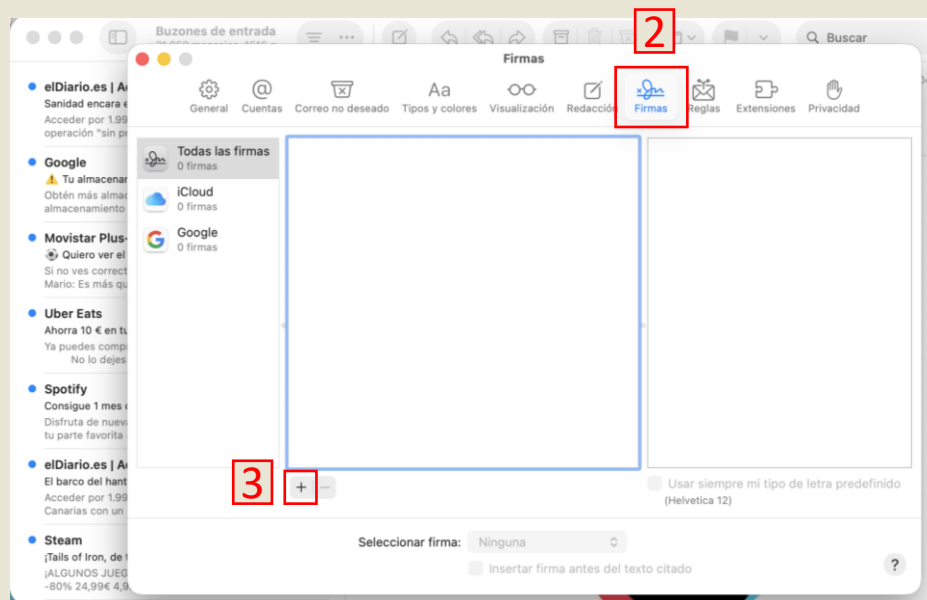 Buzones de entrada
2
Buscar
Firmas
General
Cuentas
Correo no deseado
Aa
Tipos y colores
Visualización
Redacción
Firmas
Reglas
Extensiones
Privacidad
elDiario.es |
Sanidad encara
Acceder por 1.99
operación "sin
Google
Tu almacenar
Obtén más
almacenamiento
Movistar Plus
Quiero ver el
Si no ves correct
Mario: Es más qu
Uber Eats
Ahorra 10 € en tu
Ya puedes comp
No lo dejes
Spotify
Consigue 1 mes
Disfruta de nuev
tu parte favorita
elDiario.es |
El barco del hant
Acceder por 1.99
Canarias con un
Steam
¡Tails of Iron, de
¡ALGUNOS JUEG
-80% 24,99€ 4,9
Todas las firmas
0 firmas
iCloud
0 firmas
Google
0 firmas
3
+ −
Usar siempre mi tipo de letra predefinido
(Helvetica 12)
Seleccionar firma: Ninguna
Insertar firma antes del texto citado
?